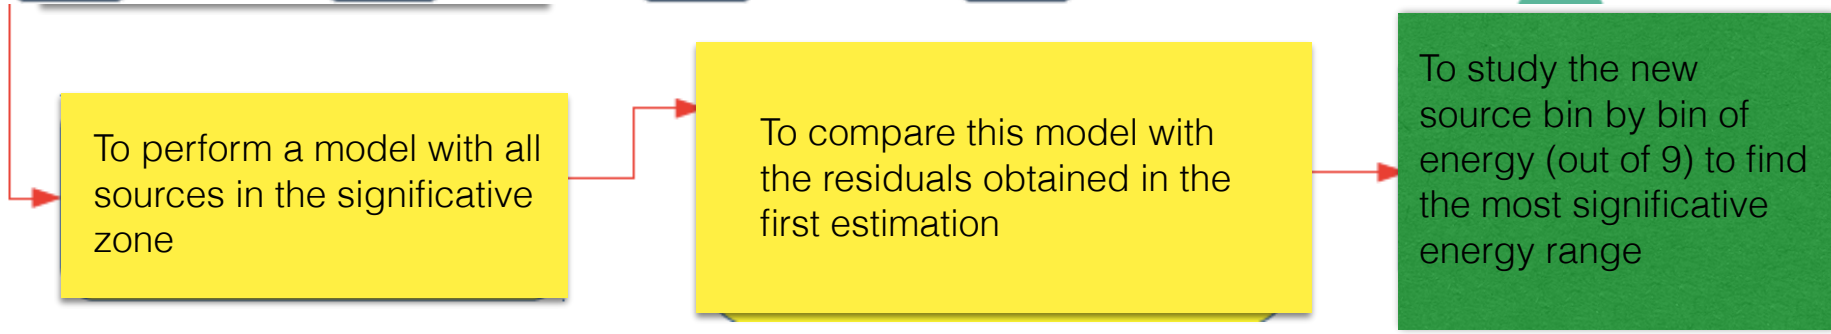 To perform a model with all
sources in the significative
zone
To compare this model with
the residuals obtained in the
first estimation
To study the new
source bin by bin of
energy (out of 9) to find
the most significative
energy range